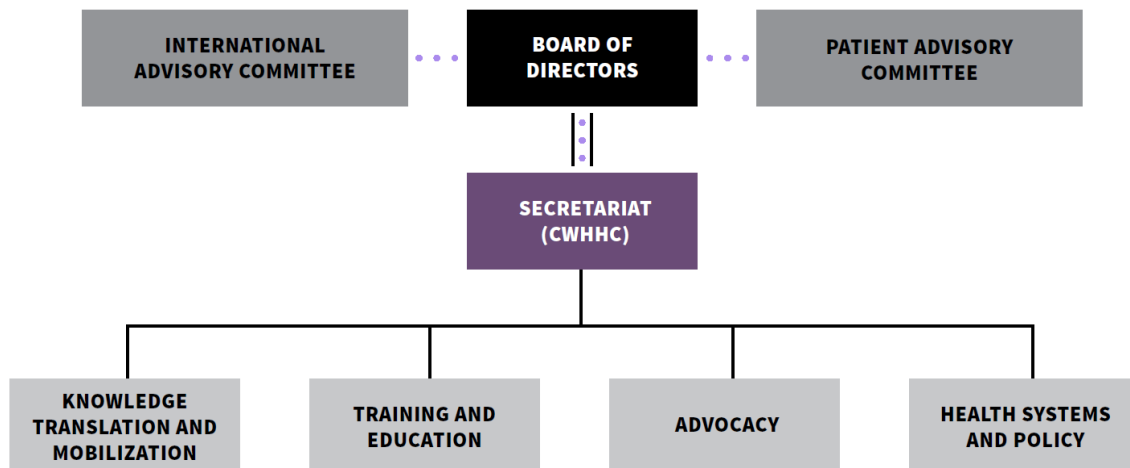 INTERNATIONAL
ADVISORY COMMITTEE
BOARD OF
DIRECTORS
PATIENT ADVISORY
COMMITTEE
SECRETARIAT
(CWHHC)
KNOWLEDGE
TRANSLATION AND
MOBILIZATION
TRAINING AND
EDUCATION
ADVOCACY
HEALTH SYSTEMS
AND POLICY